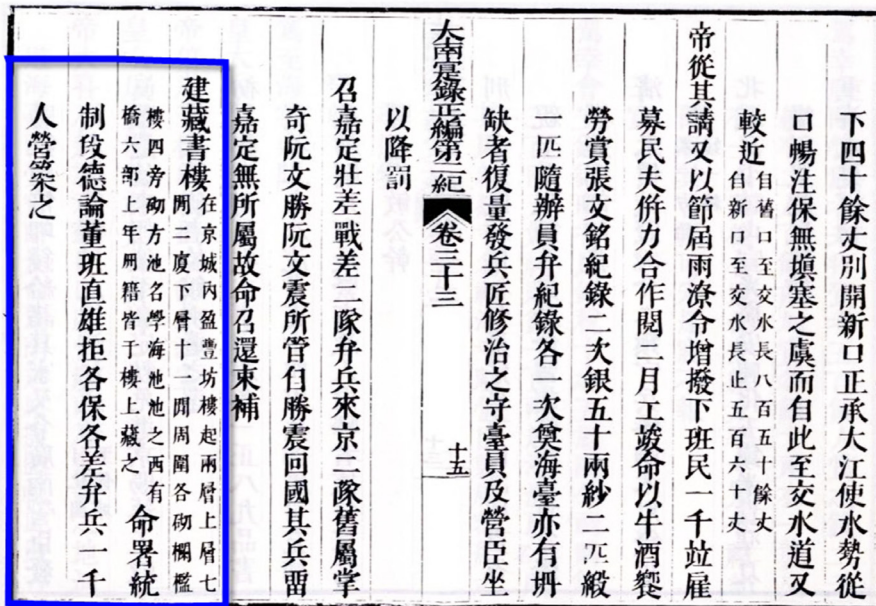 下四十餘丈別開新口正承大江使水勢從
口暢注保無塡塞之虞而自此至交水道又
較近
自舊口至交水長八百五十餘丈
自新口至交水長止五百六十丈
帝從其請又以節屆雨潦令增撥下班民一千竝雇
募民夫倂力合作閱二月工竣命以牛酒饗
勞賞張文銘紀錄二次銀五十兩紗二匹緞
一匹隨辦員弁紀錄各一次奠海臺亦有坍
缺者復量發兵匠修治之守臺員及營臣坐
大南寔錄正編第二紀 卷三十三 十五
以降罰
召嘉定壯差戰差二隊弁兵來京二隊舊屬掌
奇阮文勝阮文震所管自勝震回國其兵畱
嘉定無所屬故命召還東補
建藏書樓
在京城內盈豐坊樓起兩層上層七
間二廈下層十一間周圍各砌欄檻
樓四旁砌方池名學海池池之西有
橋六部上年冊籍皆于樓上藏之
命署統
制段德論董班直雄拒各保各差弁兵一千
人營築之